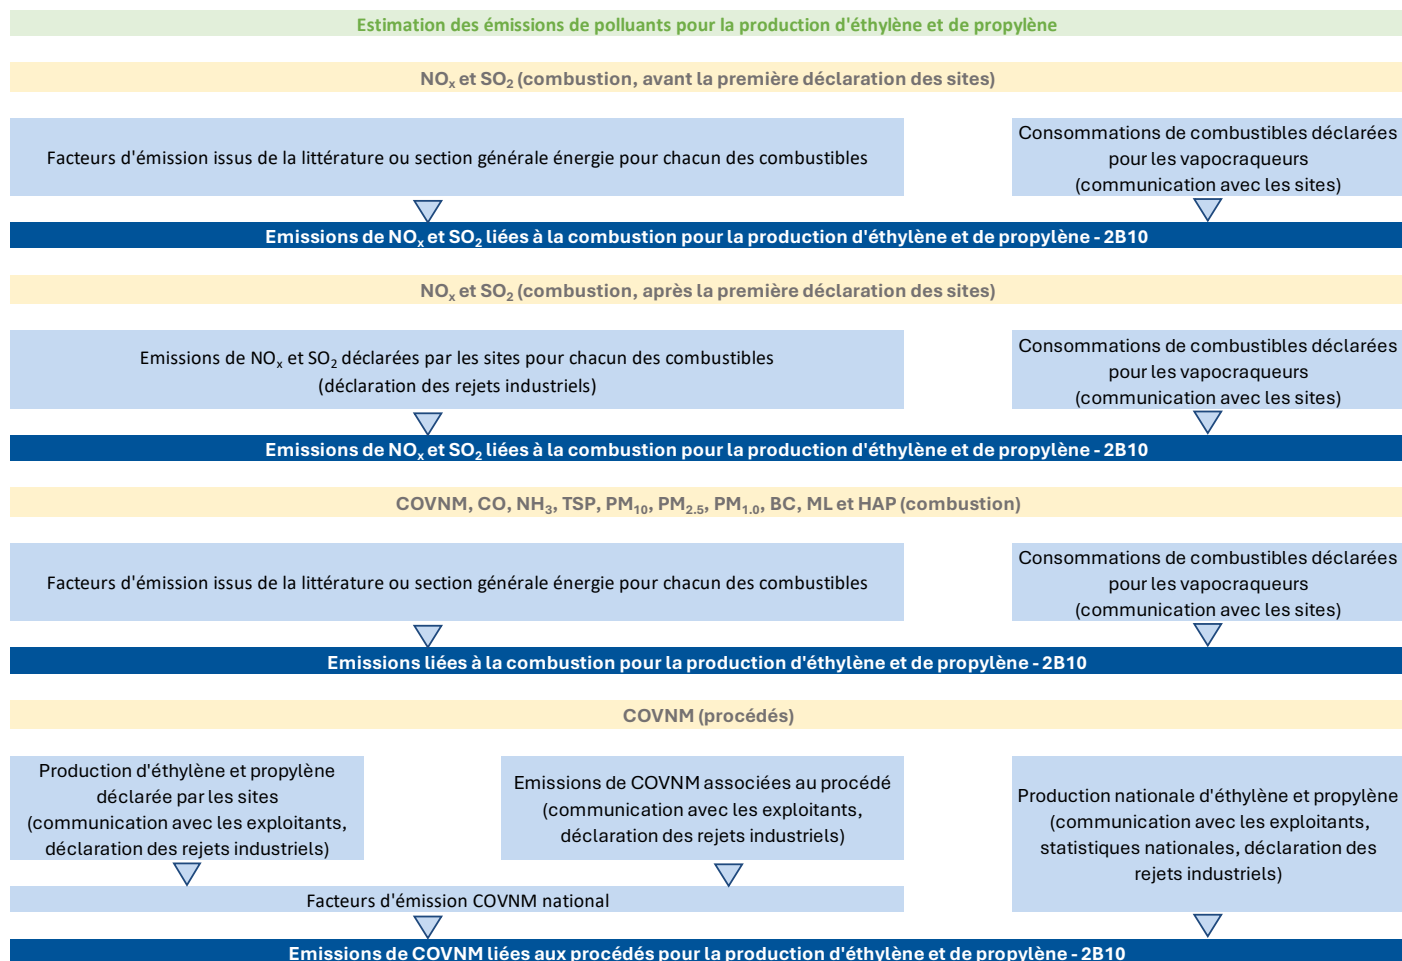 Estimation des émissions de polluants pour la production d'éthylène et de propylène
NOx et SO2 (combustion, avant la première déclaration des sites)
Facteurs d'émission issus de la littérature ou section générale énergie pour chacun des combustibles
Consommations de combustibles déclarées
pour les vapocraqueurs
(communication avec les sites)
Emissions de NOx et SO2 liées à la combustion pour la production d'éthylène et de propylène - 2B10
NOx et SO2 (combustion, après la première déclaration des sites)
Emissions de NOx et SO2 déclarées par les sites pour chacun des combustibles
(déclaration des rejets industriels)
Consommations de combustibles déclarées
pour les vapocraqueurs
(communication avec les sites)
Emissions de NOx et SO2 liées à la combustion pour la production d'éthylène et de propylène - 2B10
COVNM, CO, NH3, TSP, PM10, PM2.5, PM1.0, BC, ML et HAP (combustion)
Facteurs d'émission issus de la littérature ou section générale énergie pour chacun des combustibles
Consommations de combustibles déclarées
pour les vapocraqueurs
(communication avec les sites)
Emissions liées à la combustion pour la production d'éthylène et de propylène - 2B10
COVNM (procédés)
Production d'éthylène et propylène
déclarée par les sites
(communication avec les exploitants,
déclaration des rejets industriels)
Emissions de COVNM associées au procédé
(communication avec les exploitants,
déclaration des rejets industriels)
Production nationale d'éthylène et propylène
(communication avec les exploitants,
statistiques nationales, déclaration des
rejets industriels)
Facteurs d'émission COVNM national
Emissions de COVNM liées aux procédés pour la production d'éthylène et de propylène - 2B10